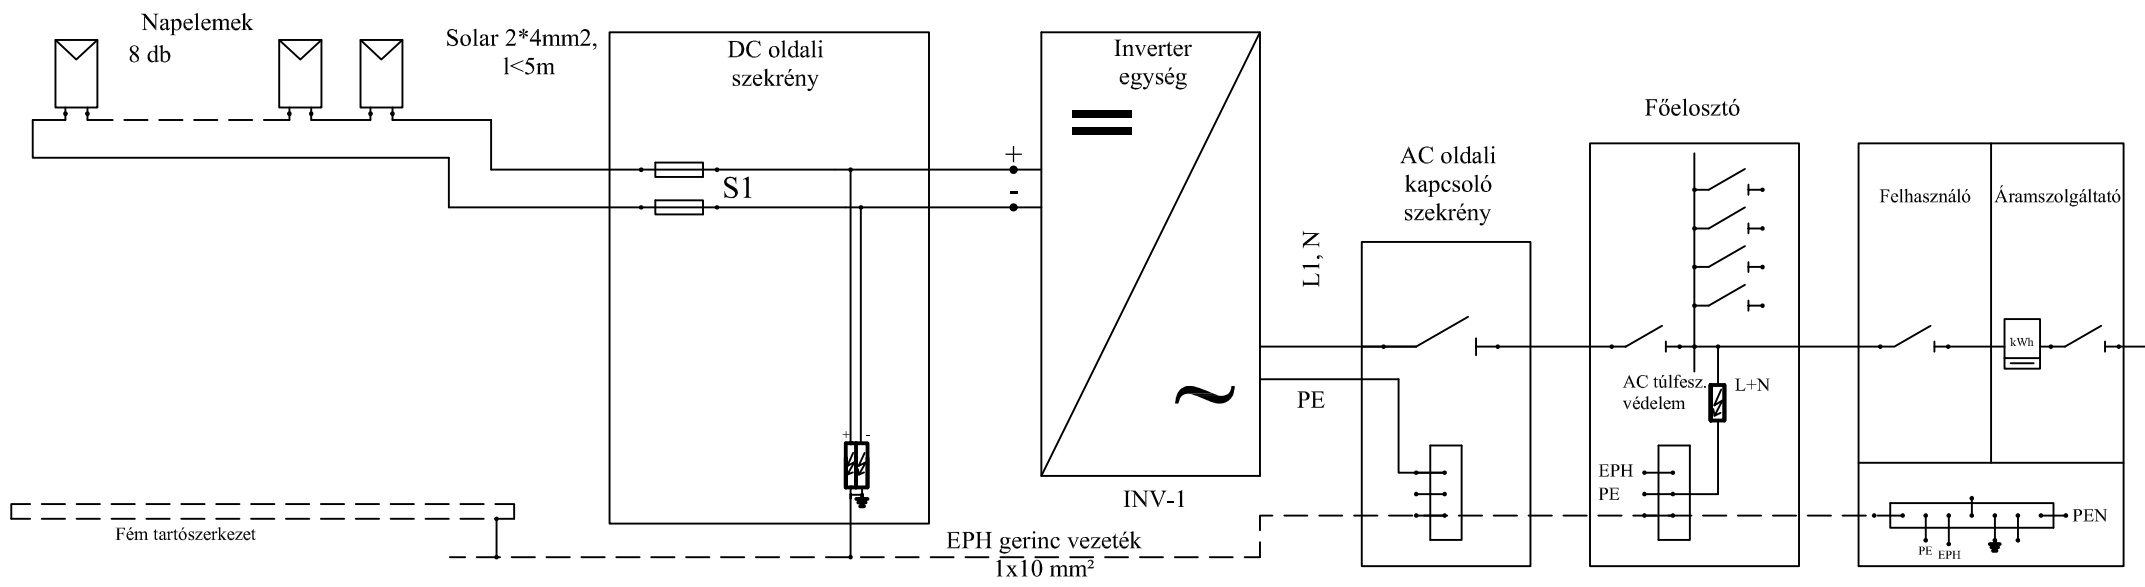 Napelemek
8 db
Solar 2*4mm2,
l<5m
DC oldali
szekrény
Inverter
egység
Főelosztó
AC oldali
kapcsoló
szekrény
+
S1
-
Felhasználó
Áramszolgáltató
L1, N
kWh
PE
AC túlfesz.
védelem
L+N
+
-
EPH
PE
INV-1
PEN
Fém tartószerkezet
EPH gerinc vezeték
1x10 mm²
PE
EPH